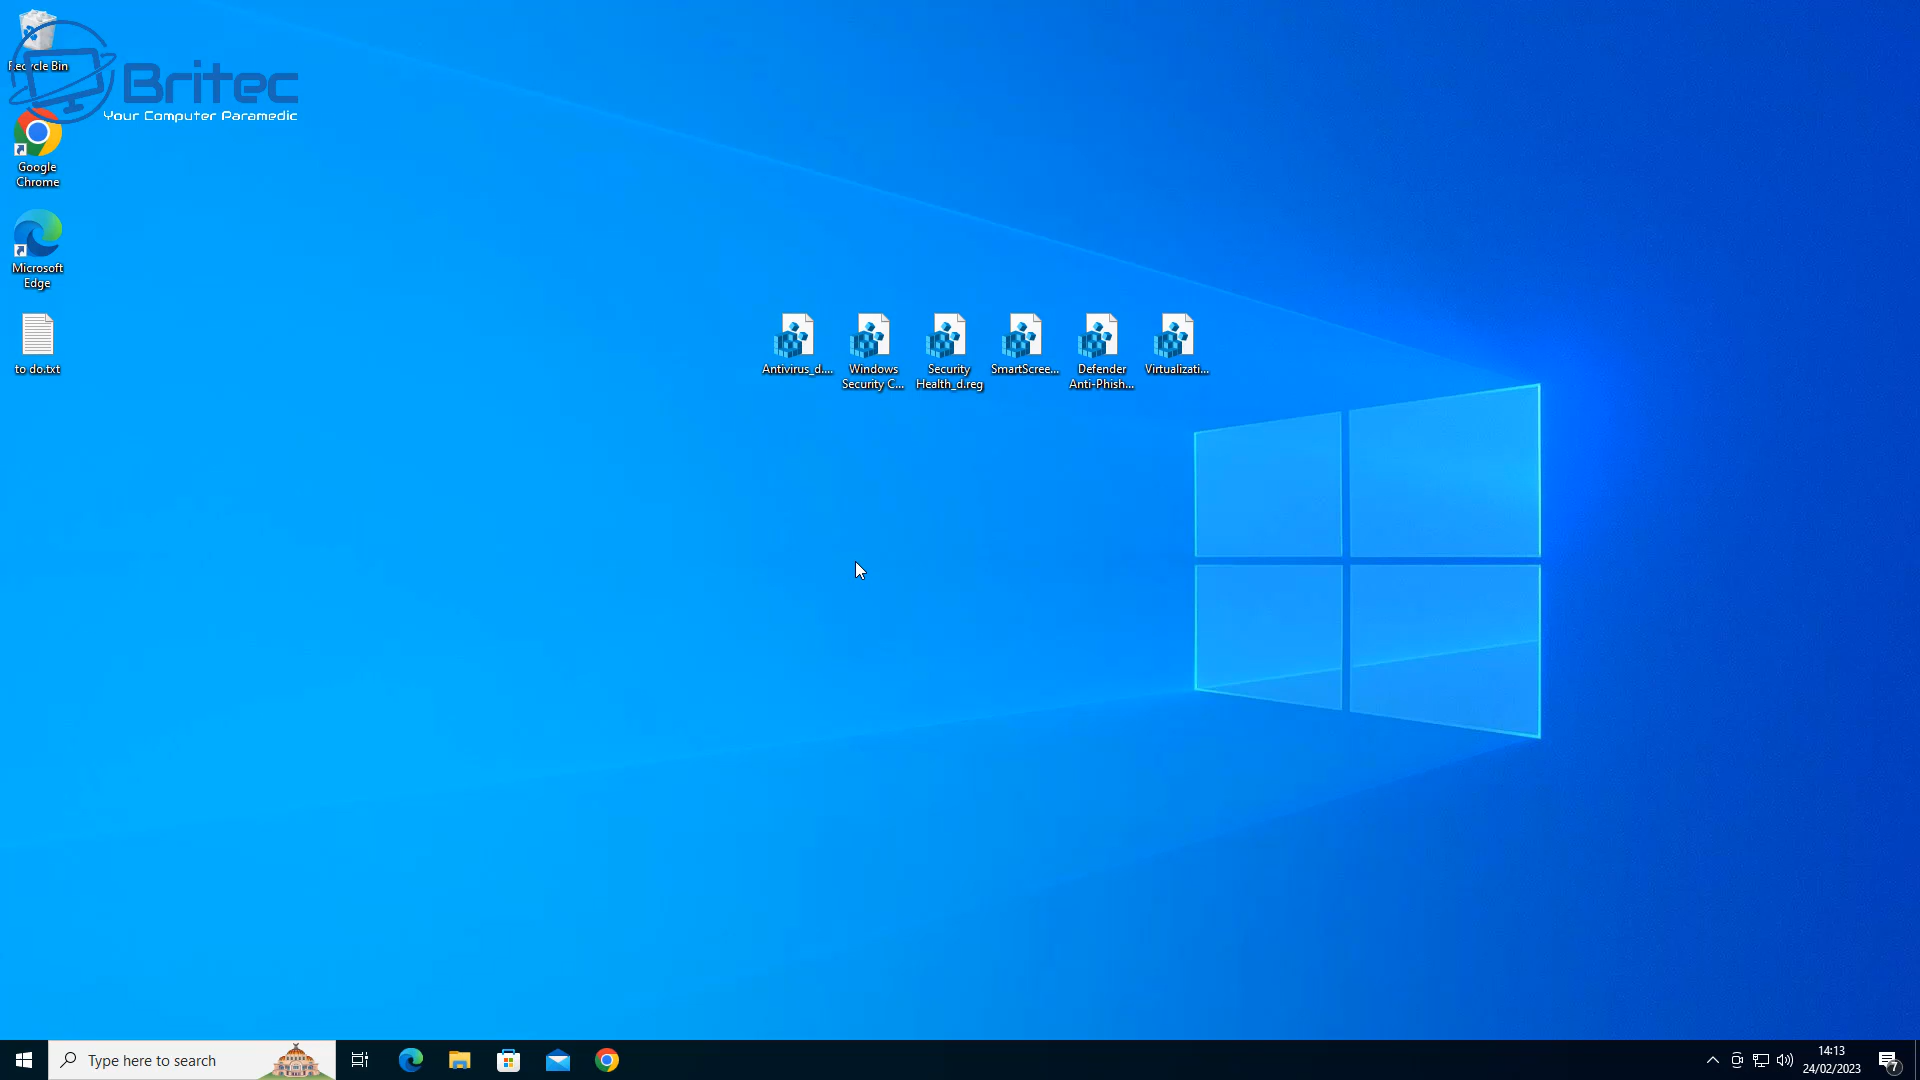 Recycle Bin
Britec
Your Computer Paramedic
Google
Chrome
Microsoft
Edge
to do.txt
Antivirus_d....
Windows
Security C...
Security
Health_d.reg
SmartScree...
Defender
Anti-Phish...
Virtualizati...
Type here to search
14:13
24/02/2023
7